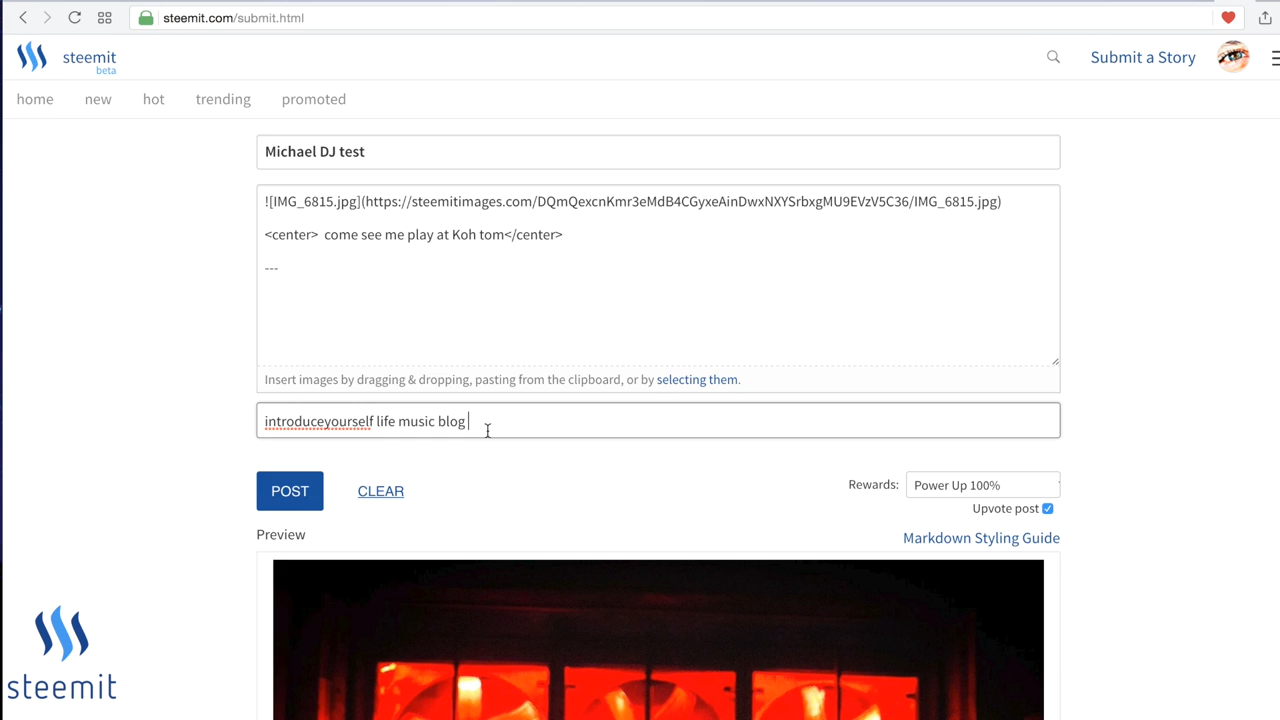 steemit.com/submit.html
steemit
beta
Submit a Story
home new hot trending promoted
Michael DJ test
![IMG_6815.jpg](https://steemitimages.com/DQmQexcnKmr3eMdB4CGyxeAinDwxNXYSrbxgMU9EVzV5C36/IMG_6815.jpg)
<center>  come see me play at Koh tom</center>
---
Insert images by dragging & dropping, pasting from the clipboard, or by selecting them.
introduceyourself life music blog
POST CLEAR
Rewards: Power Up 100%
Upvote post
Preview
Markdown Styling Guide
steemit